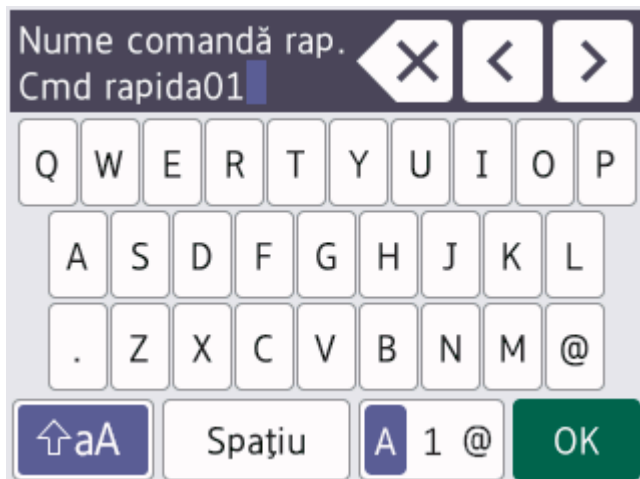 Nume comandă rap.
Cmd rapida01
Q W E R T Y U I O P
A S D F G H J K L
. Z X C V B N M @
aA Spaţiu A 1 @ OK